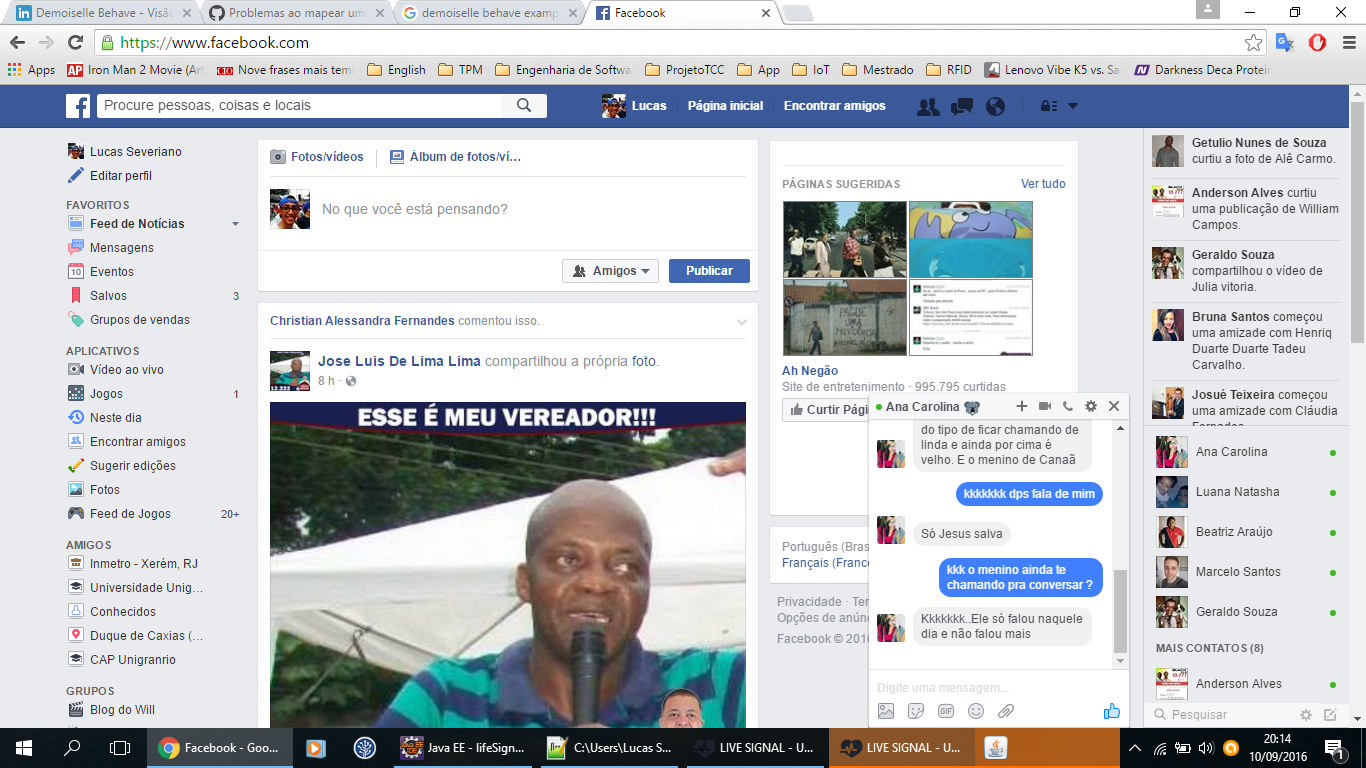 Demoiselle Behave - Visã
Problemas ao mapear um
demoiselle behave examp
Facebook
https://www.facebook.com
Apps
Iron Man 2 Movie (Ar
Nove frases mais tem
English
TPM
Engenharia de Softwa
ProjetoTCC
App
IoT
Mestrado
RFID
Lenovo Vibe K5 vs. Sa
Darkness Deca Protein
Procure pessoas, coisas e locais
Lucas
Página inicial
Encontrar amigos
Lucas Severiano
Editar perfil
FAVORITOS
Feed de Notícias
Mensagens
Eventos
Salvos 3
Grupos de vendas
APLICATIVOS
Vídeo ao vivo
Jogos 1
Neste dia
Encontrar amigos
Sugerir edições
Fotos
Feed de Jogos 20+
AMIGOS
Inmetro - Xerém, RJ
Universidade Unig...
Conhecidos
Duque de Caxias (...
CAP Unigranrio
GRUPOS
Blog do Will
Fotos/vídeos
Álbum de fotos/ví...
No que você está pensando?
Amigos
Publicar
Christian Alessandra Fernandes comentou isso.
Jose Luis De Lima Lima compartilhou a própria foto.
8 h ·
ESSE É MEU VEREADOR!!!
PÁGINAS SUGERIDAS
Ver tudo
Ah Negão
Site de entretenimento · 995.795 curtidas
Curtir Pági
Português (Bras
Français (France
Privacidade · Ter
Opções de anún
Facebook © 201
Ana Carolina
do tipo de ficar chamando de
linda e ainda por cima é
velho. E o menino de Canaã
kkkkkkk dps fala de mim
Só Jesus salva
kkk o menino ainda te
chamando pra conversar ?
Kkkkkkk..Ele só falou naquele
dia e não falou mais
Digite uma mensagem...
GIF
Getulio Nunes de Souza
curtiu a foto de Alê Carmo.
Anderson Alves curtiu
uma publicação de William
Campos.
Geraldo Souza
compartilhou o vídeo de
Julia vitoria.
Bruna Santos começou
uma amizade com Henriq
Duarte Duarte Tadeu
Carvalho.
Josué Teixeira começou
uma amizade com Cláudia
Ana Carolina
Luana Natasha
Beatriz Araújo
Marcelo Santos
Geraldo Souza
MAIS CONTATOS (8)
Anderson Alves
Pesquisar
Facebook - Goo...
Java EE - lifeSign...
C:\Users\Lucas S...
LIVE SIGNAL - U...
LIVE SIGNAL - U...
20:14
10/09/2016
1